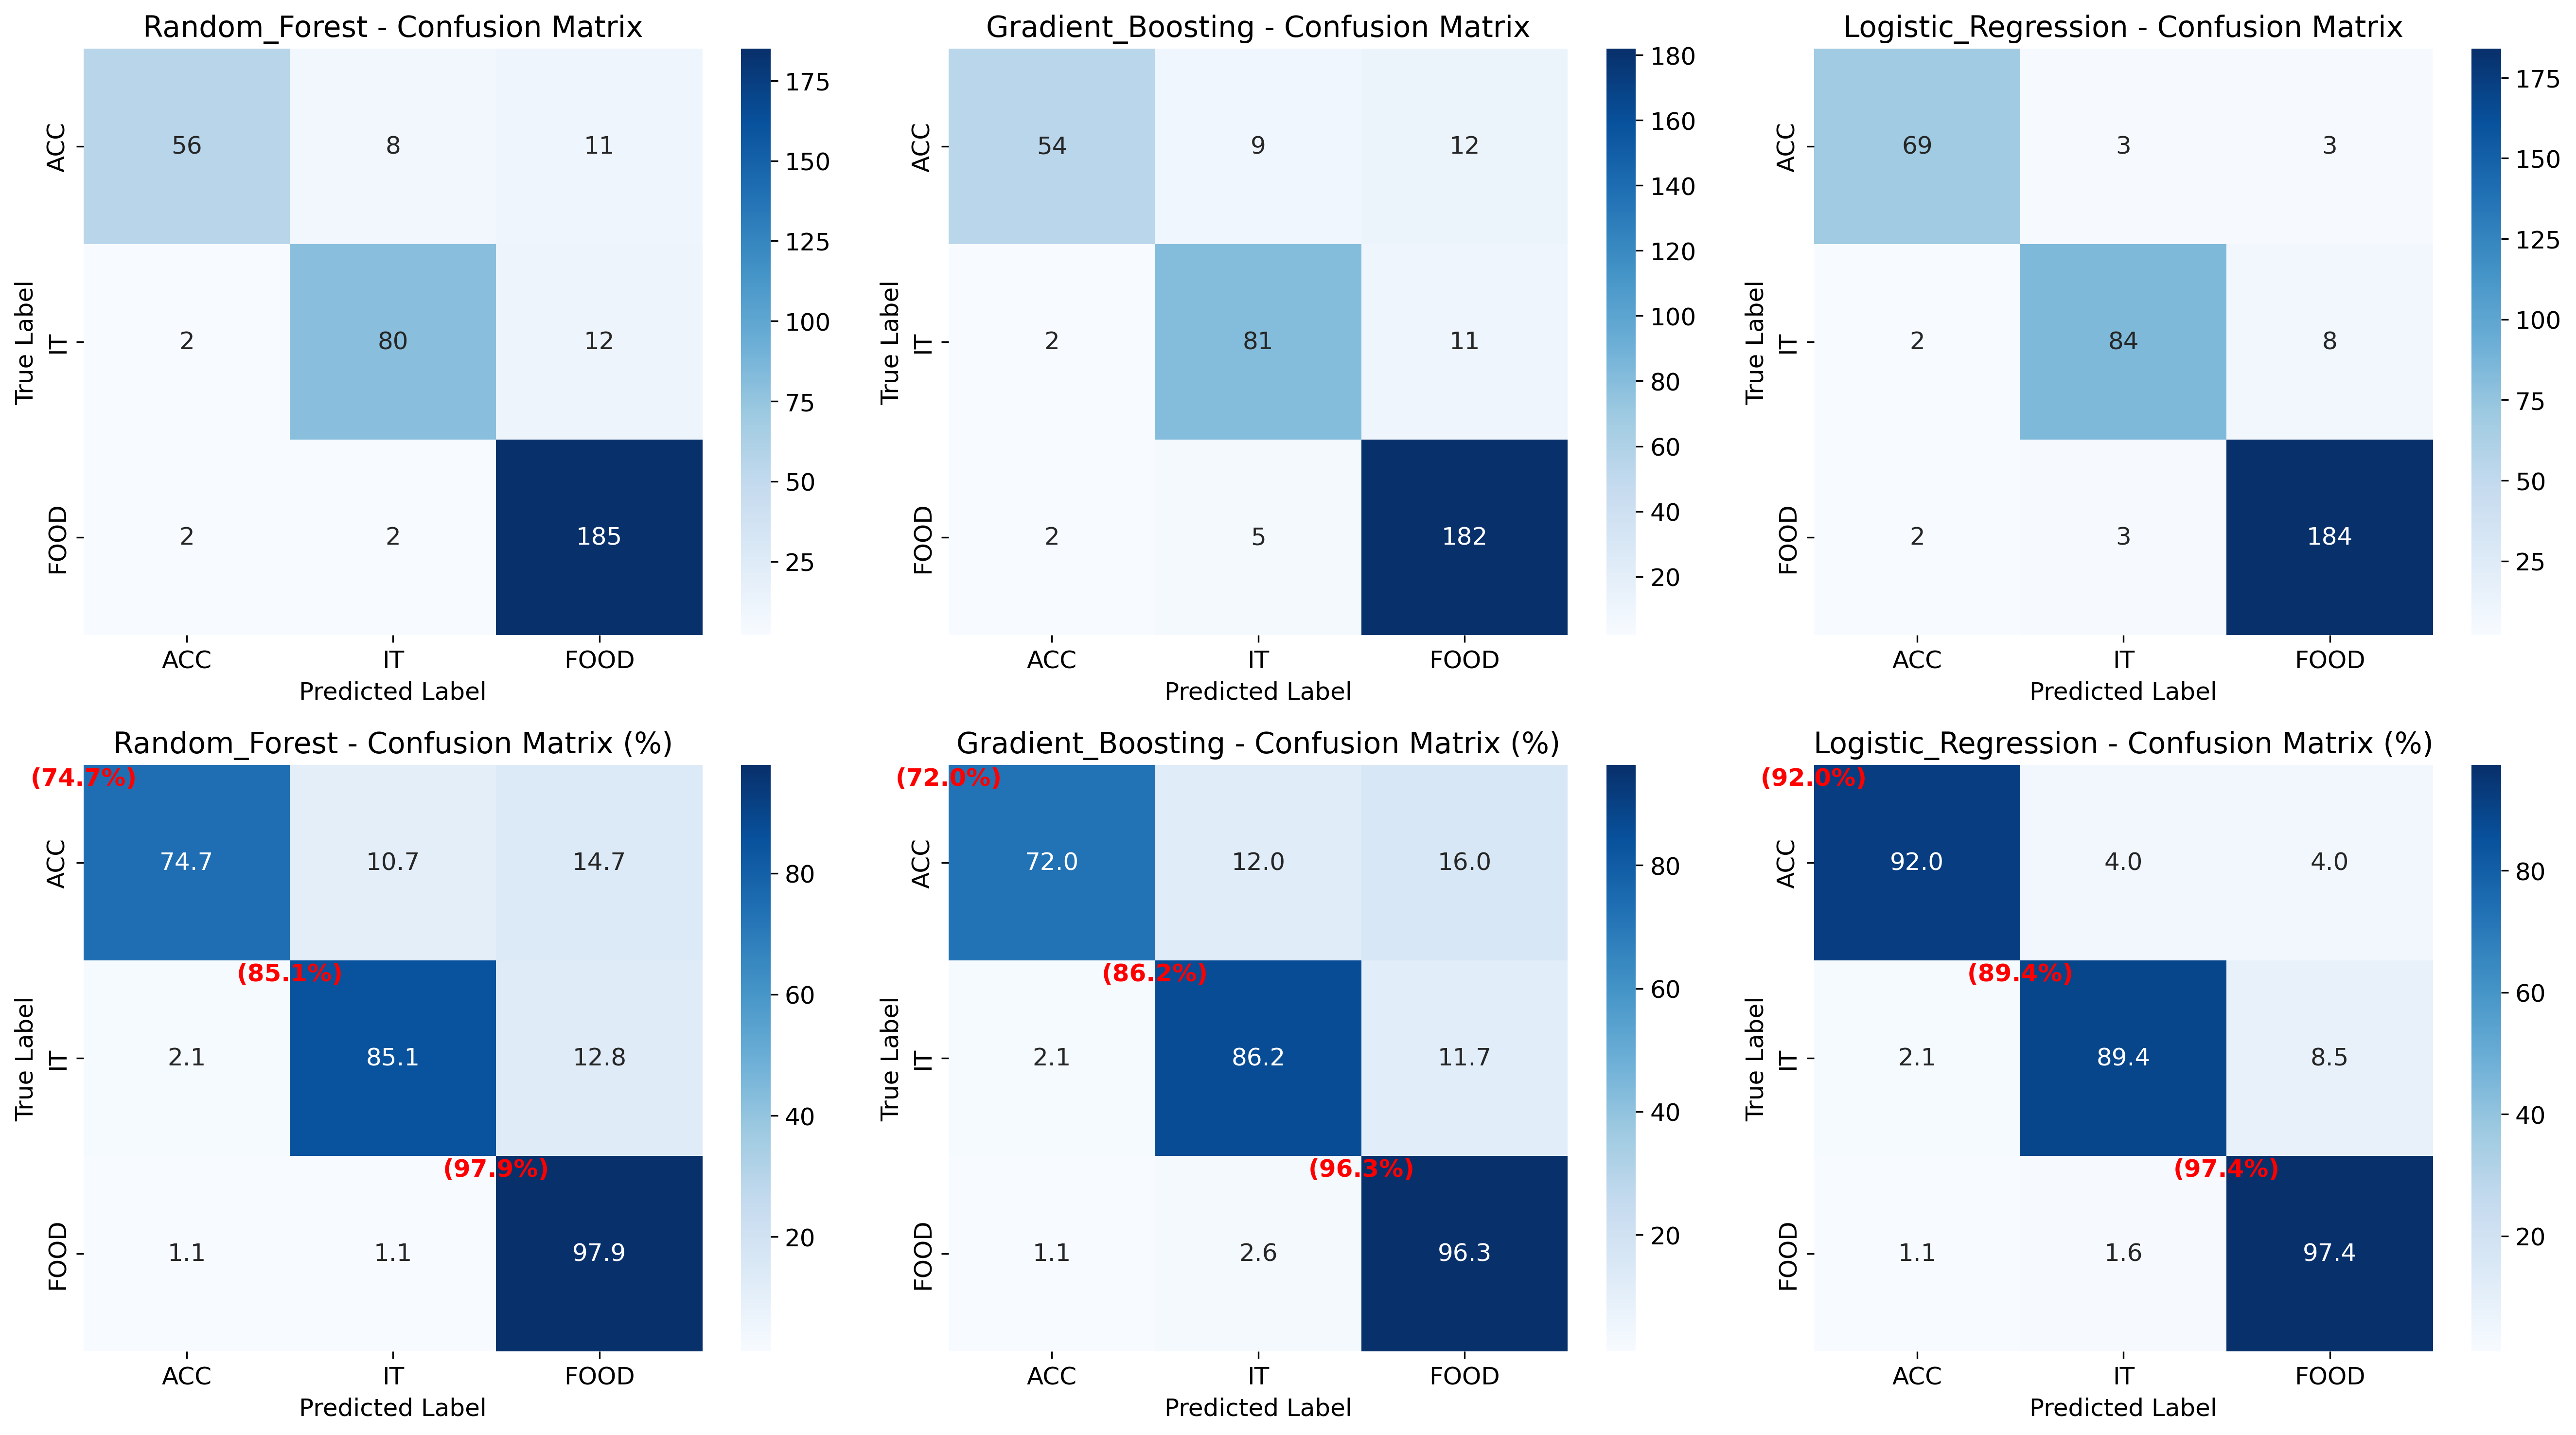 Random_Forest - Confusion Matrix
ACC
IT
FOOD
True Label
56 8 11
2 80 12
2 2 185
ACC IT FOOD
Predicted Label
175
150
125
100
75
50
25
Gradient_Boosting - Confusion Matrix
ACC
IT
FOOD
True Label
54 9 12
2 81 11
2 5 182
ACC IT FOOD
Predicted Label
180
160
140
120
100
80
60
40
20
Logistic_Regression - Confusion Matrix
ACC
IT
FOOD
True Label
69 3 3
2 84 8
2 3 184
ACC IT FOOD
Predicted Label
175
150
125
100
75
50
25
Random_Forest - Confusion Matrix (%)
(74.7%)
ACC
IT
FOOD
True Label
74.7 10.7 14.7
(85.1%)
2.1 85.1 12.8
(97.9%)
1.1 1.1 97.9
ACC IT FOOD
Predicted Label
80
60
40
20
Gradient_Boosting - Confusion Matrix (%)
(72.0%)
ACC
IT
FOOD
True Label
72.0 12.0 16.0
(86.2%)
2.1 86.2 11.7
(96.3%)
1.1 2.6 96.3
ACC IT FOOD
Predicted Label
80
60
40
20
Logistic_Regression - Confusion Matrix (%)
(92.0%)
ACC
IT
FOOD
True Label
92.0 4.0 4.0
(89.4%)
2.1 89.4 8.5
(97.4%)
1.1 1.6 97.4
ACC IT FOOD
Predicted Label
80
60
40
20